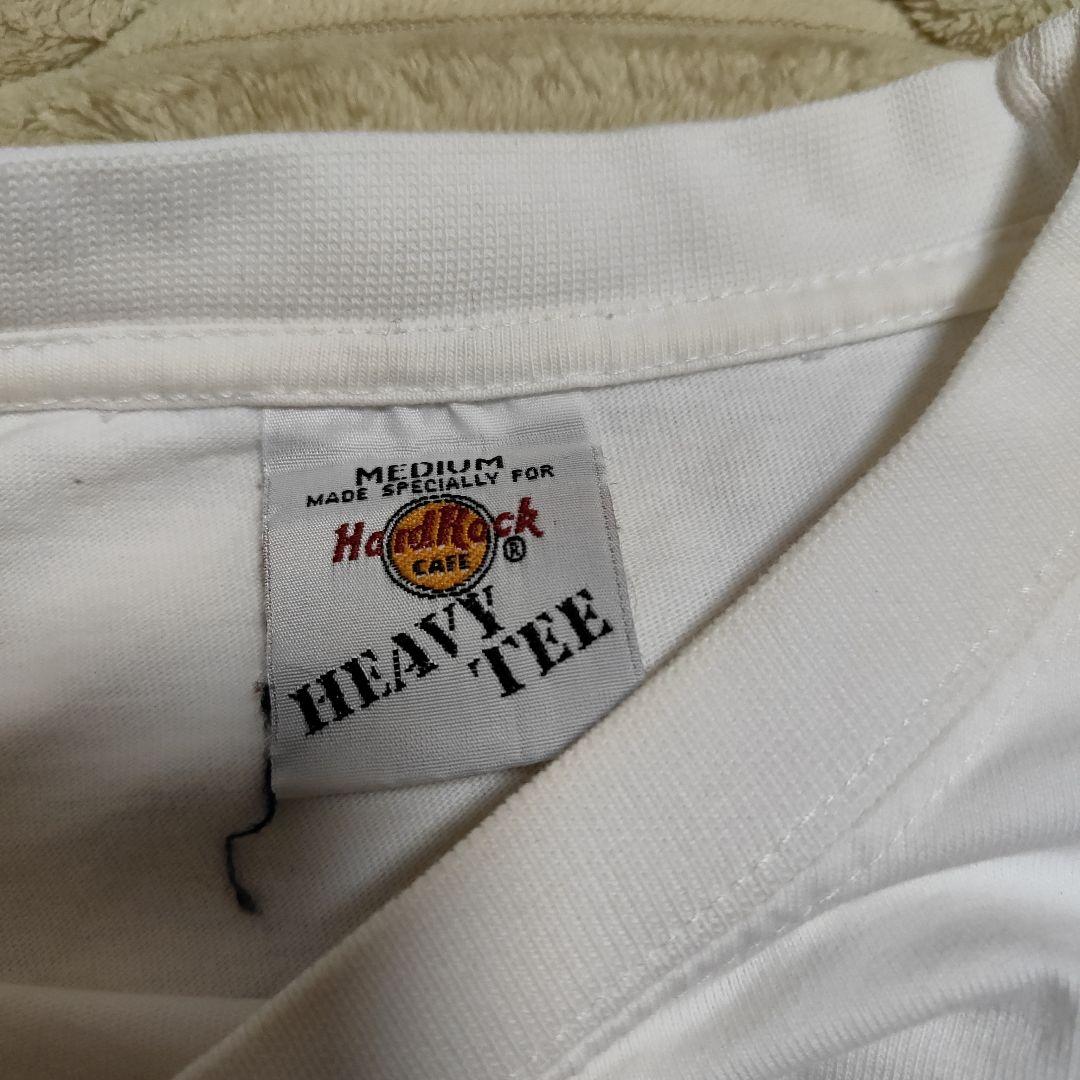 MEDIUM
MADE SPECIALLY FOR
Hard Rock
CAFE ®
HEAVY
TEE